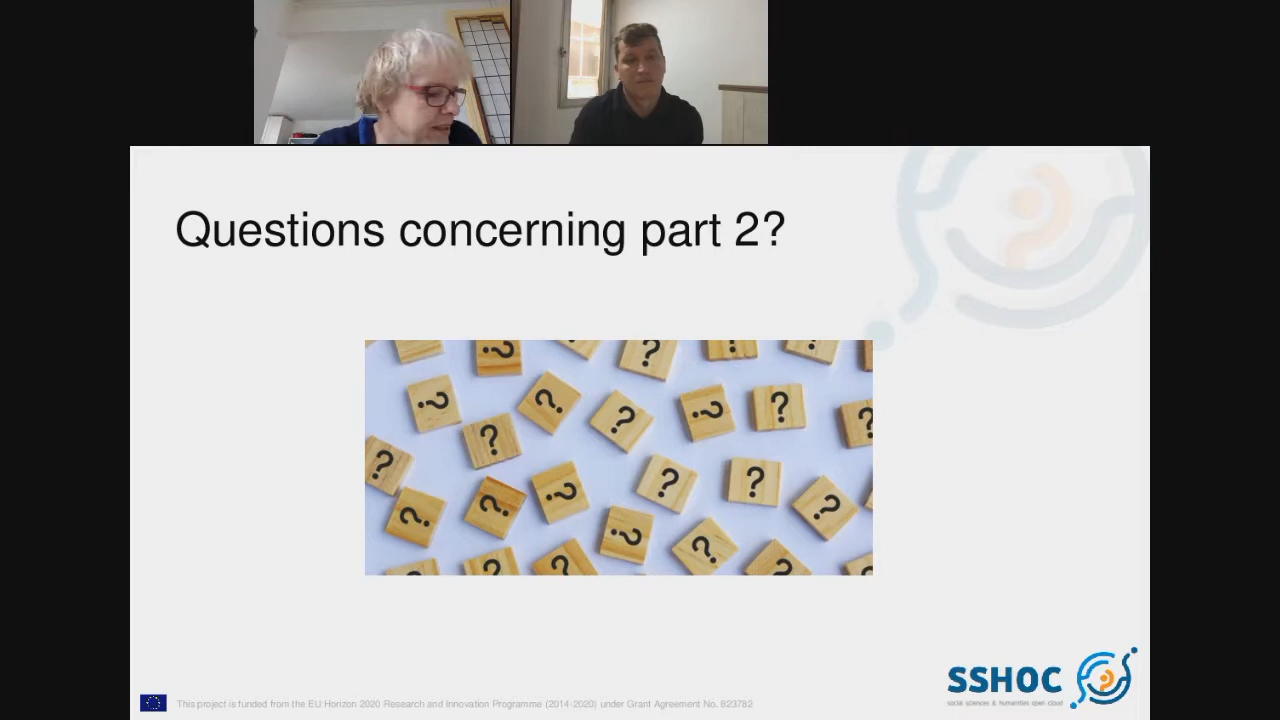 Questions concerning part 2?
SSHOC
social sciences & humanities open cloud
This project is funded from the EU Horizon 2020 Research and Innovation Programme (2014-2020) under Grant Agreement No. 823782